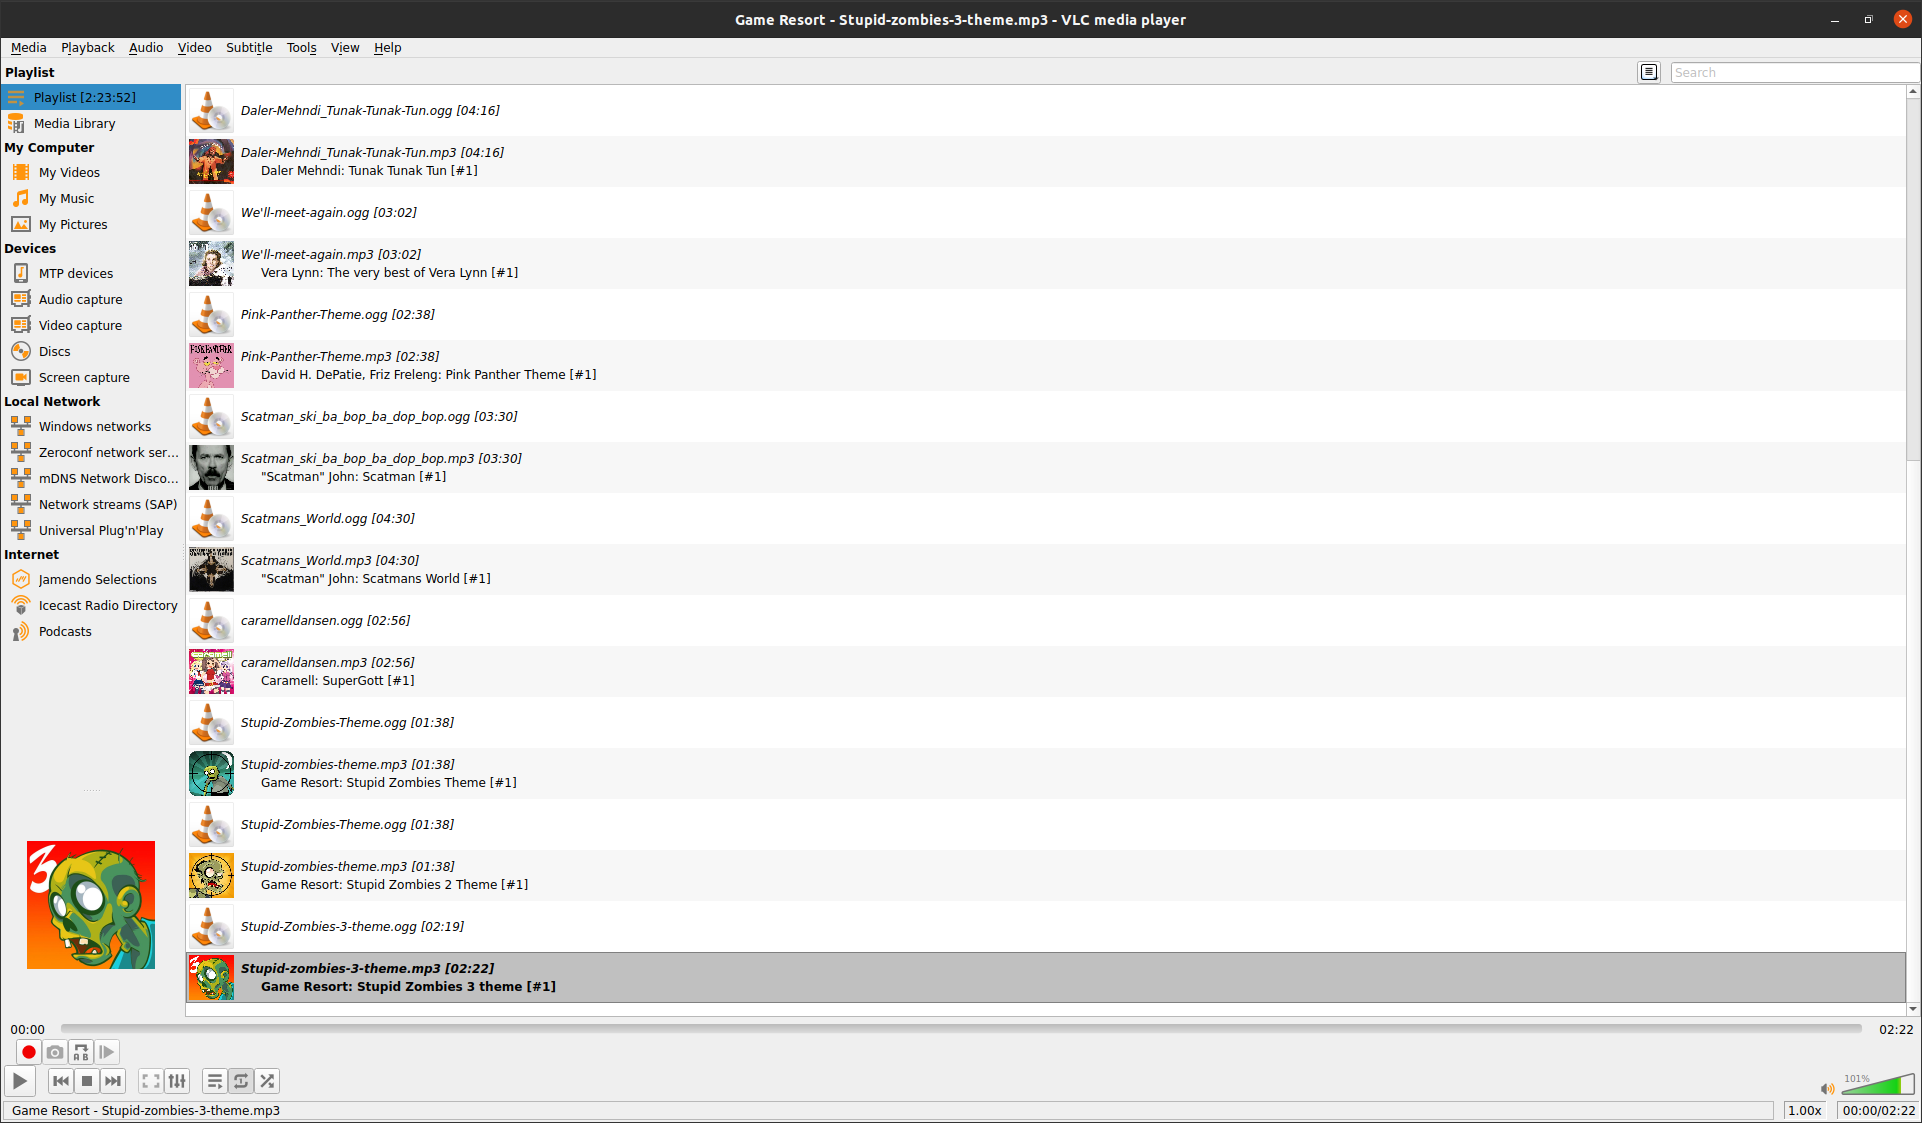 Game Resort - Stupid-zombies-3-theme.mp3 - VLC media player
Media Playback Audio Video Subtitle Tools View Help
Playlist
Search
Playlist [2:23:52]
Media Library
My Computer
My Videos
My Music
My Pictures
Devices
MTP devices
Audio capture
Video capture
Discs
Screen capture
Local Network
Windows networks
Zeroconf network ser...
mDNS Network Disco...
Network streams (SAP)
Universal Plug'n'Play
Internet
Jamendo Selections
Icecast Radio Directory
Podcasts
3
Daler-Mehndi_Tunak-Tunak-Tun.ogg [04:16]
Daler-Mehndi_Tunak-Tunak-Tun.mp3 [04:16]
Daler Mehndi: Tunak Tunak Tun [#1]
We'll-meet-again.ogg [03:02]
We'll-meet-again.mp3 [03:02]
Vera Lynn: The very best of Vera Lynn [#1]
Pink-Panther-Theme.ogg [02:38]
Pink-Panther-Theme.mp3 [02:38]
David H. DePatie, Friz Freleng: Pink Panther Theme [#1]
Scatman_ski_ba_bop_ba_dop_bop.ogg [03:30]
Scatman_ski_ba_bop_ba_dop_bop.mp3 [03:30]
"Scatman" John: Scatman [#1]
Scatmans_World.ogg [04:30]
Scatmans_World.mp3 [04:30]
"Scatman" John: Scatmans World [#1]
caramelldansen.ogg [02:56]
caramelldansen.mp3 [02:56]
Caramell: SuperGott [#1]
Stupid-Zombies-Theme.ogg [01:38]
Stupid-zombies-theme.mp3 [01:38]
Game Resort: Stupid Zombies Theme [#1]
Stupid-Zombies-Theme.ogg [01:38]
Stupid-zombies-theme.mp3 [01:38]
Game Resort: Stupid Zombies 2 Theme [#1]
Stupid-Zombies-3-theme.ogg [02:19]
3
Stupid-zombies-3-theme.mp3 [02:22]
Game Resort: Stupid Zombies 3 theme [#1]
00:00 02:22
A B
101%
Game Resort - Stupid-zombies-3-theme.mp3 1.00x 00:00/02:22